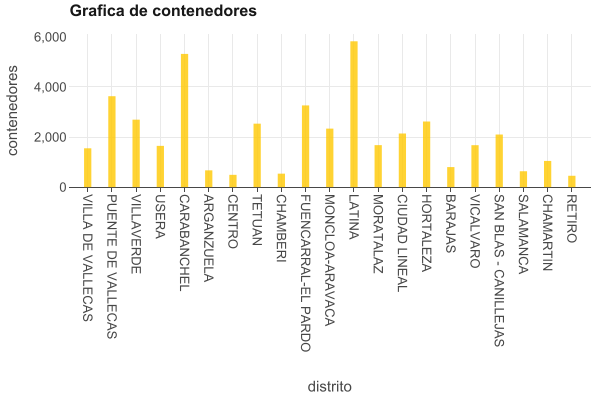 Grafica de contenedores
contenedores
6,000
4,000
2,000
0
VILLA DE VALLECAS
PUENTE DE VALLECAS
VILLAVERDE
USERA
CARABANCHEL
ARGANZUELA
CENTRO
TETUAN
CHAMBERI
FUENCARRAL-EL PARDO
MONCLOA-ARAVACA
LATINA
MORATALAZ
CIUDAD LINEAL
HORTALEZA
BARAJAS
VICALVARO
SAN BLAS - CANILLEJAS
SALAMANCA
CHAMARTIN
RETIRO
distrito